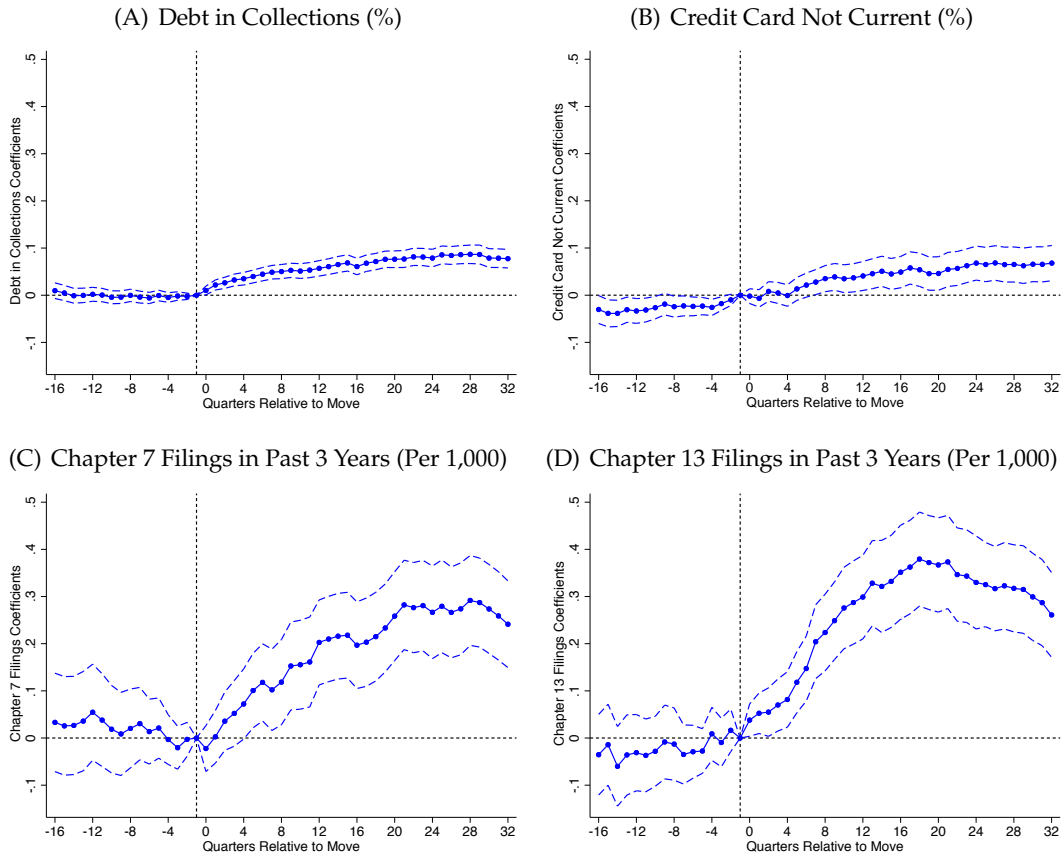 (A) Debt in Collections (%)
Debt in Collections Coefficients
.5
.4
.3
.2
.1
0
-.1
-16 -12 -8 -4 0 4 8 12 16 20 24 28 32
Quarters Relative to Move
(B) Credit Card Not Current (%)
Credit Card Not Current Coefficients
.5
.4
.3
.2
.1
0
-.1
-16 -12 -8 -4 0 4 8 12 16 20 24 28 32
Quarters Relative to Move
(C) Chapter 7 Filings in Past 3 Years (Per 1,000)
Chapter 7 Filings Coefficients
.5
.4
.3
.2
.1
0
-.1
-16 -12 -8 -4 0 4 8 12 16 20 24 28 32
Quarters Relative to Move
(D) Chapter 13 Filings in Past 3 Years (Per 1,000)
Chapter 13 Filings Coefficients
.5
.4
.3
.2
.1
0
-.1
-16 -12 -8 -4 0 4 8 12 16 20 24 28 32
Quarters Relative to Move